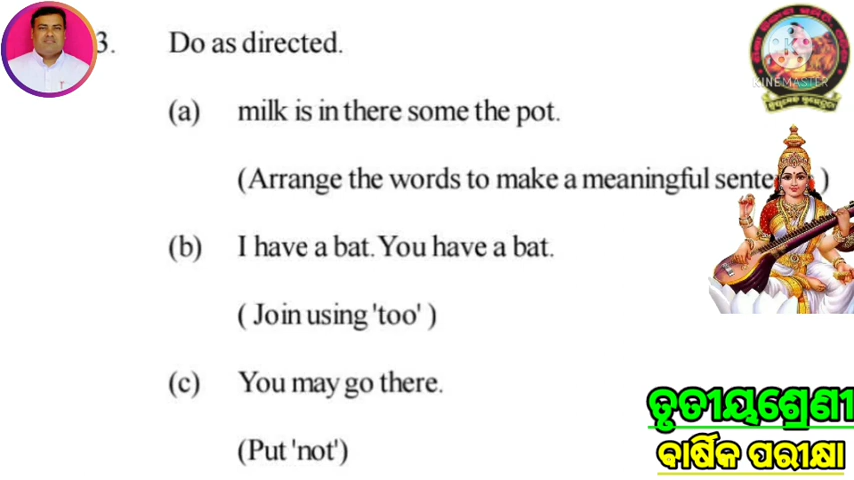 3. Do as directed.
(a) milk is in there some the pot.
(Arrange the words to make a meaningful sente )
(b) I have a bat. You have a bat.
( Join using 'too' )
(c) You may go there.
(Put 'not')
KINEMASTER
ତୃତୀୟଶ୍ରେଣୀ
ବାର୍ଷିକ ପରୀକ୍ଷା